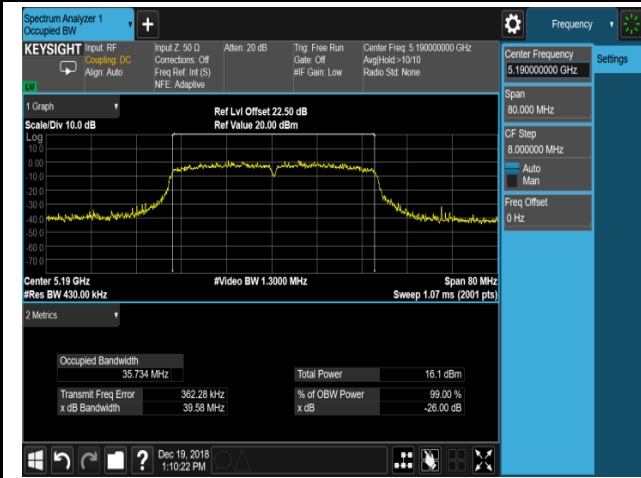 Spectrum Analyzer 1
Occupied BW
+
Frequency
KEYSIGHT
Input: RF
Coupling: DC
Align: Auto
Input Z: 50 Ω
Corrections: Off
Freq Ref: Int (S)
NFE: Adaptive
Atten: 20 dB
Trig: Free Run
Gate: Off
#IF Gain: Low
Center Freq: 5.190000000 GHz
Avg|Hold:>10/10
Radio Std: None
Center Frequency
5.190000000 GHz
Settings
Span
80.000 MHz
CF Step
8.000000 MHz
Auto
Man
Freq Offset
0 Hz
1 Graph
Scale/Div 10.0 dB
Ref Lvl Offset 22.50 dB
Ref Value 20.00 dBm
Log
10.0
0.00
-10.0
-20.0
-30.0
-40.0
-50.0
-60.0
-70.0
Center 5.19 GHz
#Video BW 1.3000 MHz
Span 80 MHz
#Res BW 430.00 kHz
Sweep 1.07 ms (2001 pts)
2 Metrics
Occupied Bandwidth
35.734 MHz
Total Power 16.1 dBm
Transmit Freq Error 362.28 kHz
% of OBW Power 99.00 %
x dB Bandwidth 39.58 MHz
x dB -26.00 dB
?
Dec 19, 2018
1:10:22 PM